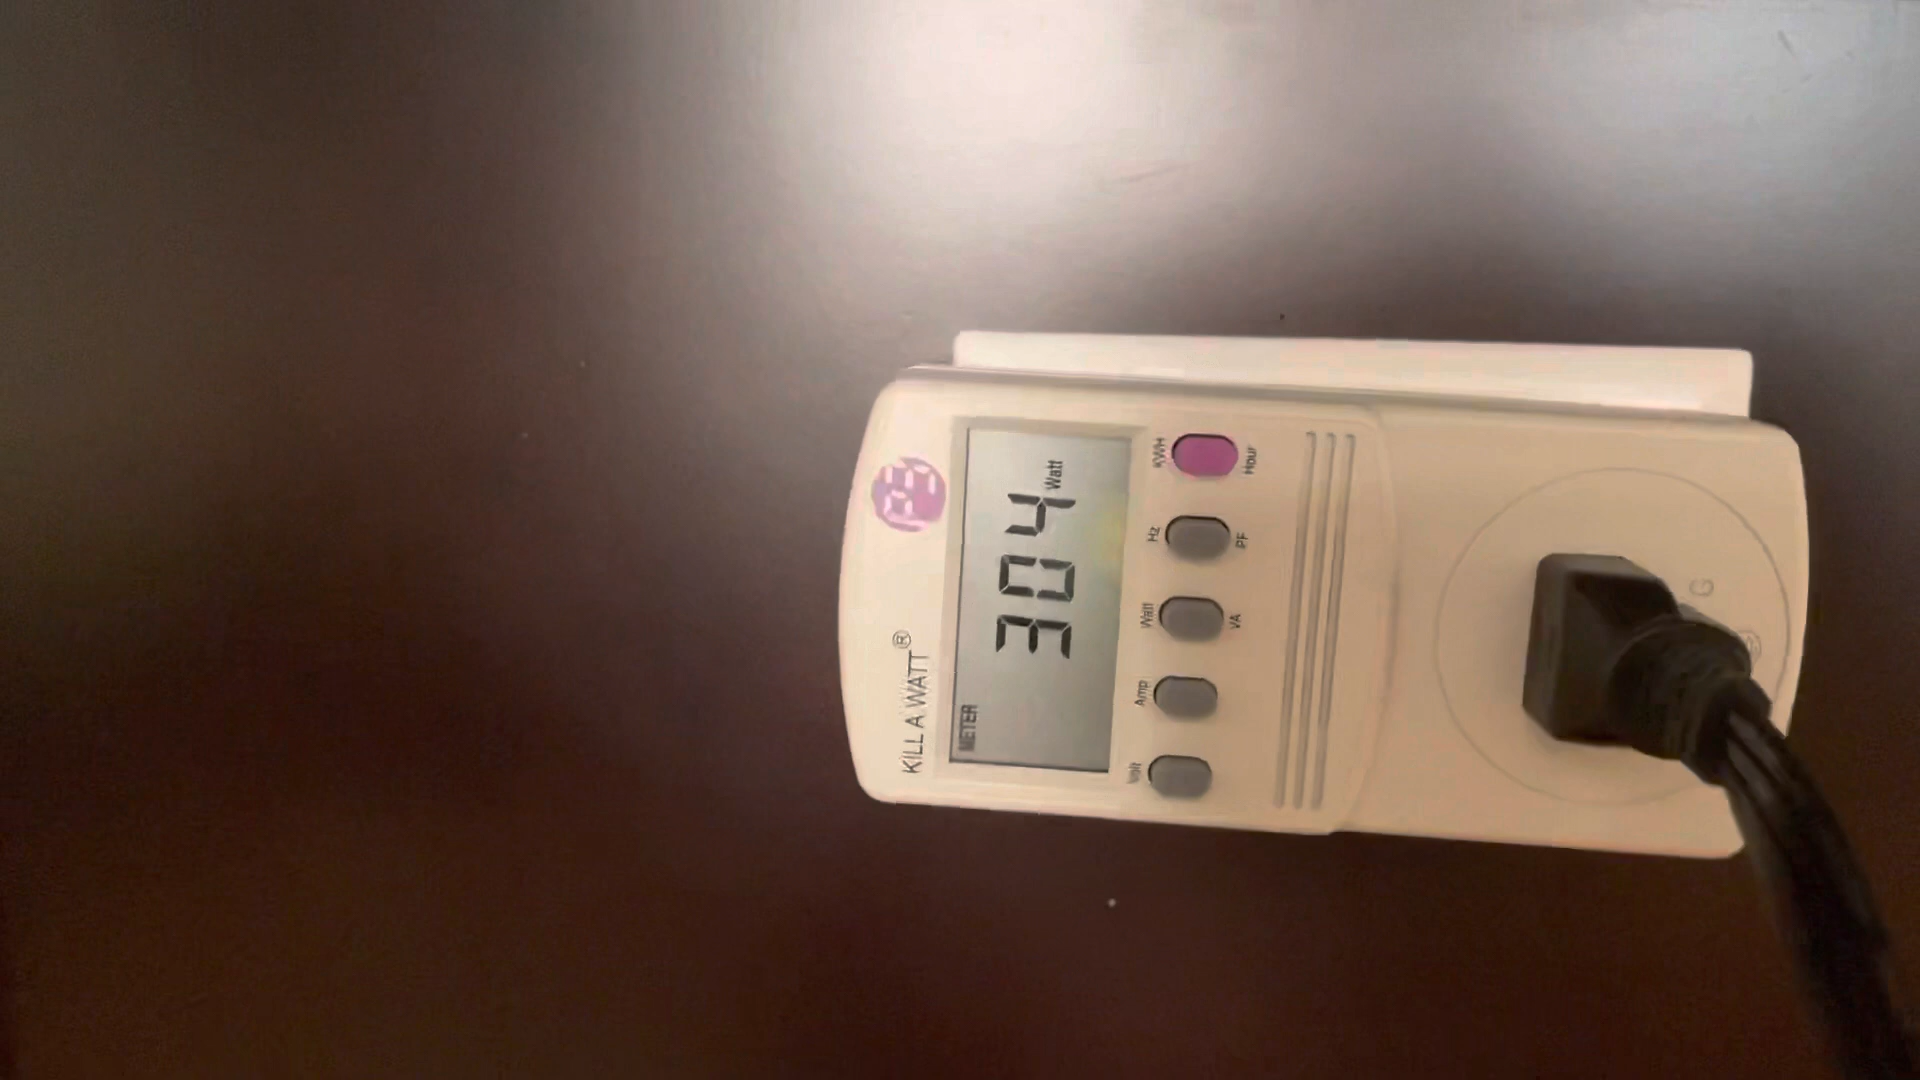 KILL A WATT®
METER
304 Watt
Volt Amp Watt Hz KWH
VA PF Hour
G